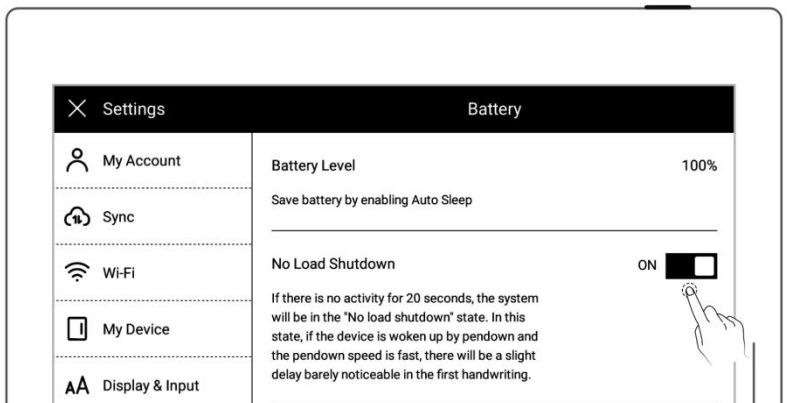 Settings
Battery
My Account
Sync
Wi-Fi
My Device
AA Display & Input
Battery Level 100%
Save battery by enabling Auto Sleep
No Load Shutdown ON
If there is no activity for 20 seconds, the system
will be in the "No load shutdown" state. In this
state, if the device is woken up by pendown and
the pendown speed is fast, there will be a slight
delay barely noticeable in the first handwriting.